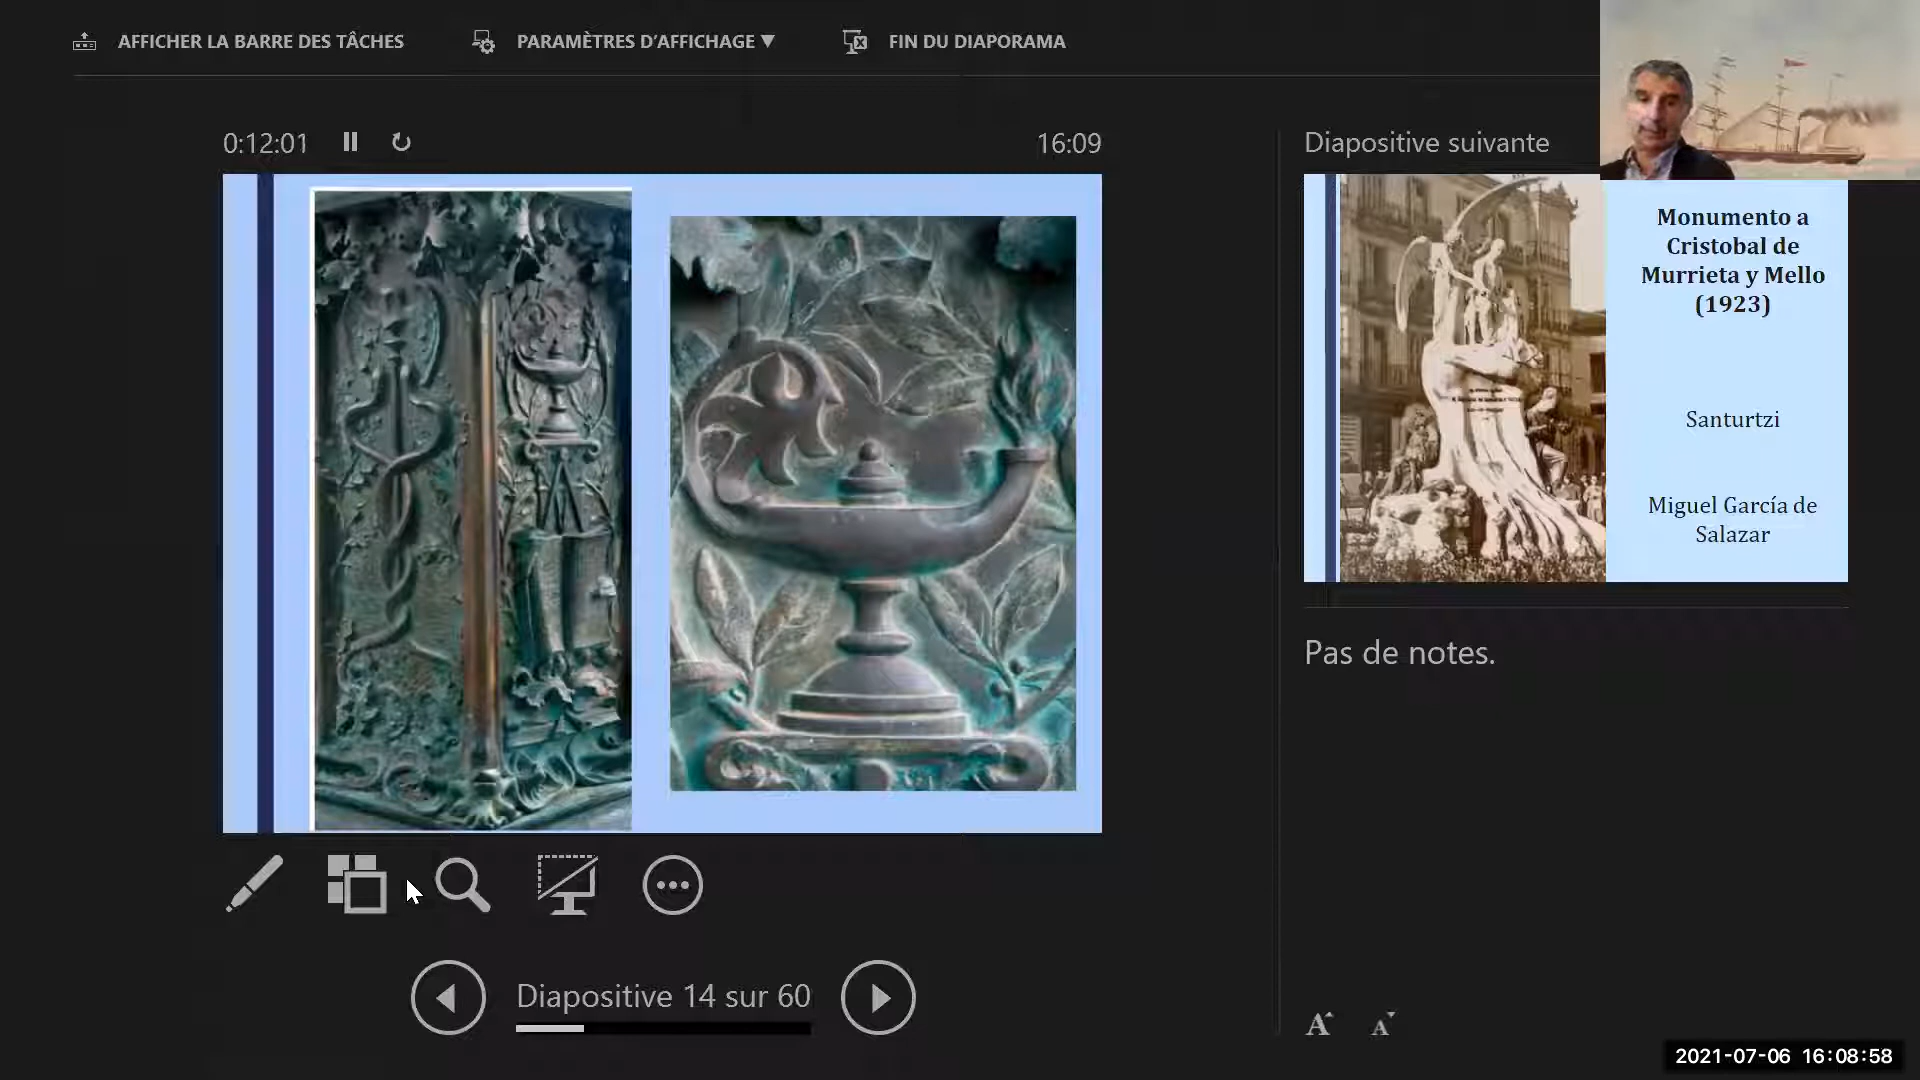 AFFICHER LA BARRE DES TÂCHES
PARAMÈTRES D'AFFICHAGE ▼
FIN DU DIAPORAMA
0:12:01
16:09
Diapositive suivante
Monumento a
Cristobal de
Murrieta y Mello
(1923)
Santurtzi
Miguel García de
Salazar
Pas de notes.
Diapositive 14 sur 60
A A
2021-07-06 16:08:58